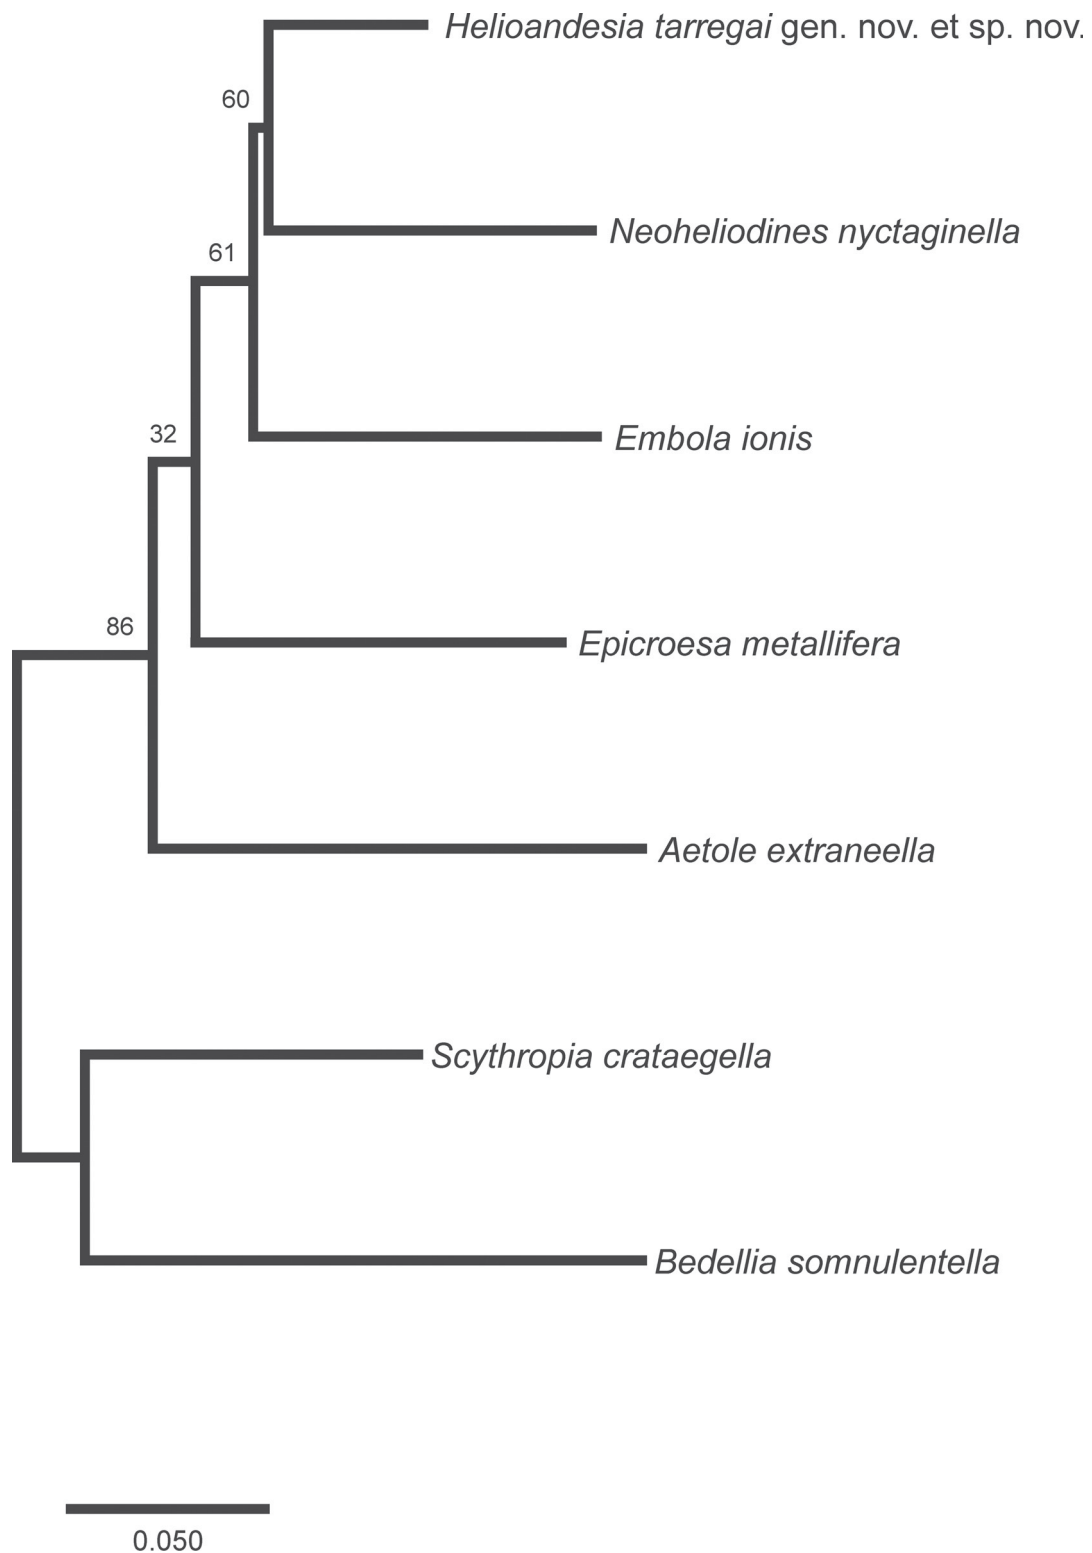 Helioandesia tarregai gen. nov. et sp. nov.
60
Neoheliodines nyctaginella
61
Embola ionis
32
Epicroesa metallifera
86
Aetole extraneella
Scythropia crataegella
Bedellia somnulentella
0.050